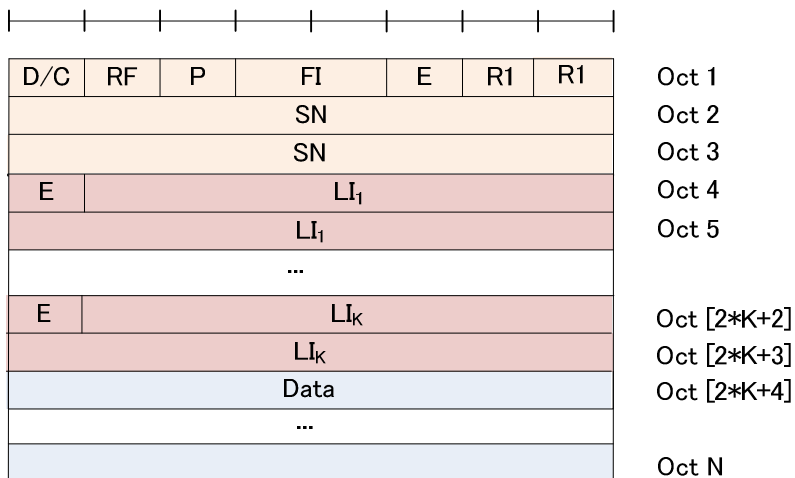 D/C RF P FI E R1 R1 Oct 1
SN Oct 2
SN Oct 3
E LI₁ Oct 4
LI₁ Oct 5
...
E LIK Oct [2*K+2]
LIK Oct [2*K+3]
Data Oct [2*K+4]
...
Oct N